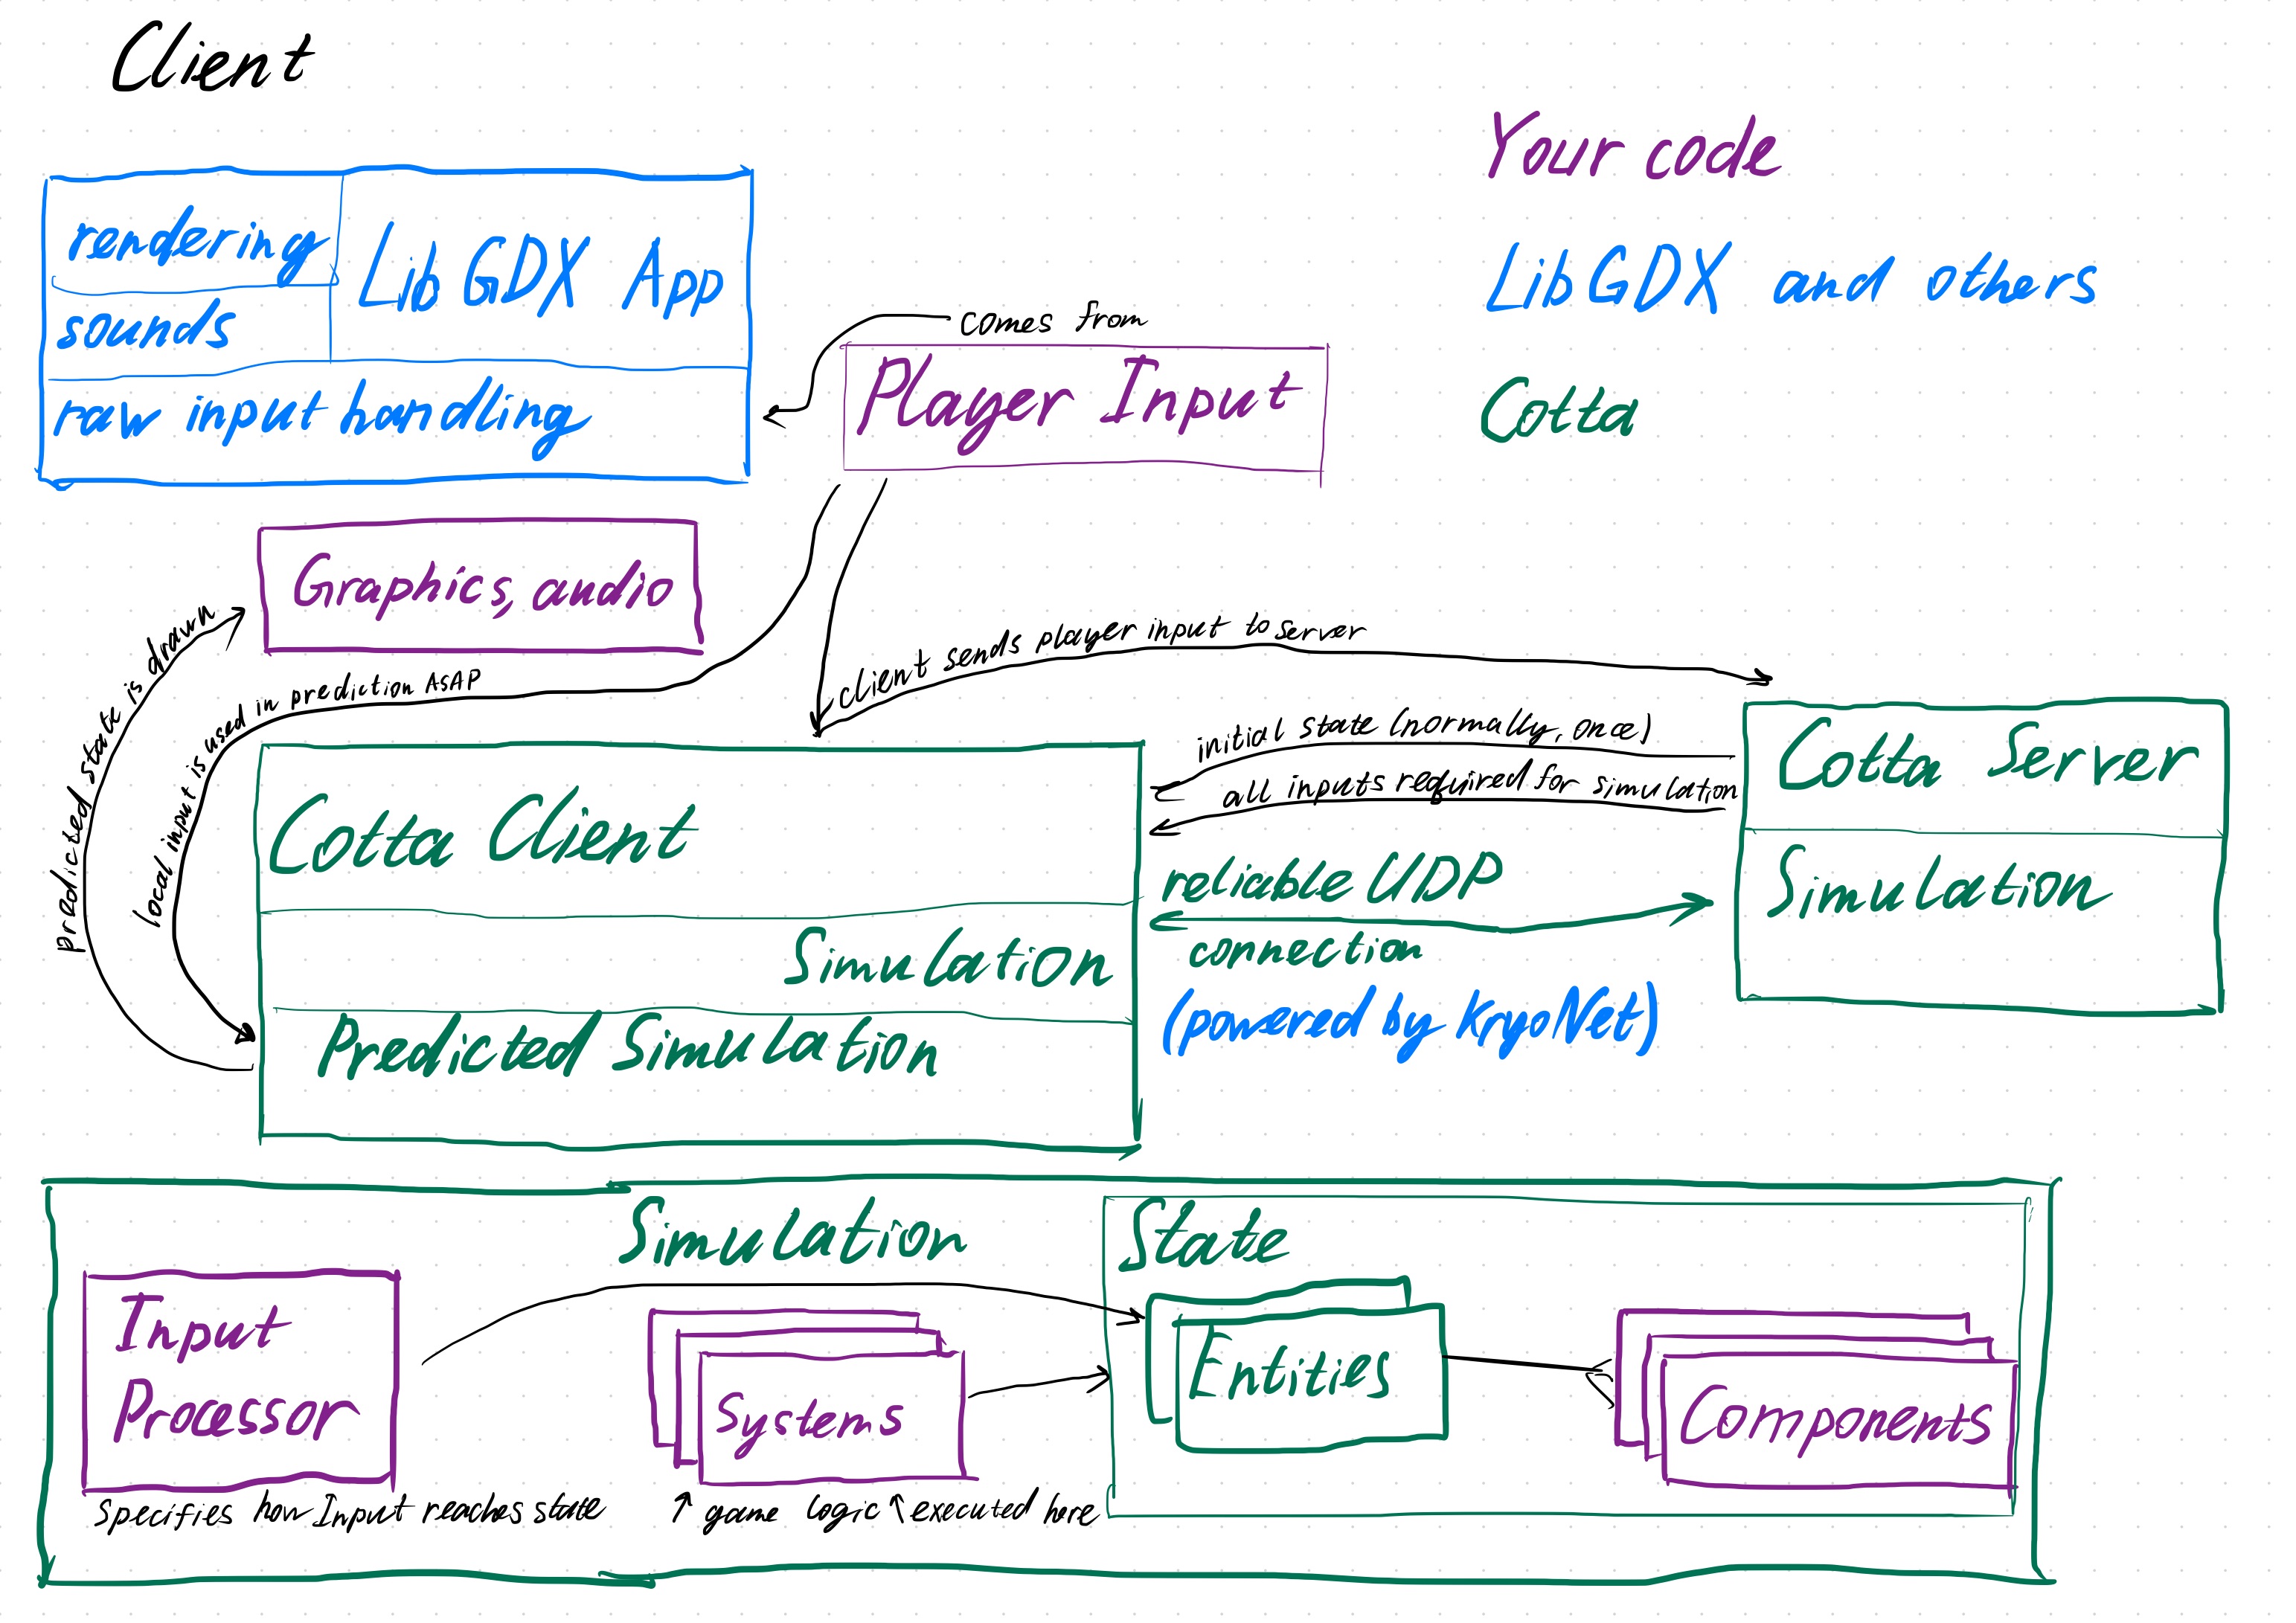 Client
Your code
LibGDX and others
Cotta
rendering
sounds
LibGDX App
raw input handling
comes from
Player Input
Graphics, audio
predicted state is drawn
local input is used in prediction ASAP
client sends player input to server
initial state (normally, once)
all inputs required for simulation
Cotta Client
Simulation
Predicted Simulation
reliable UDP
connection
(powered by KryoNet)
Cotta Server
Simulation
Simulation
State
Input
Processor
Systems
Entities
Components
Specifies how Input reaches state
↑ game logic ↑ executed here